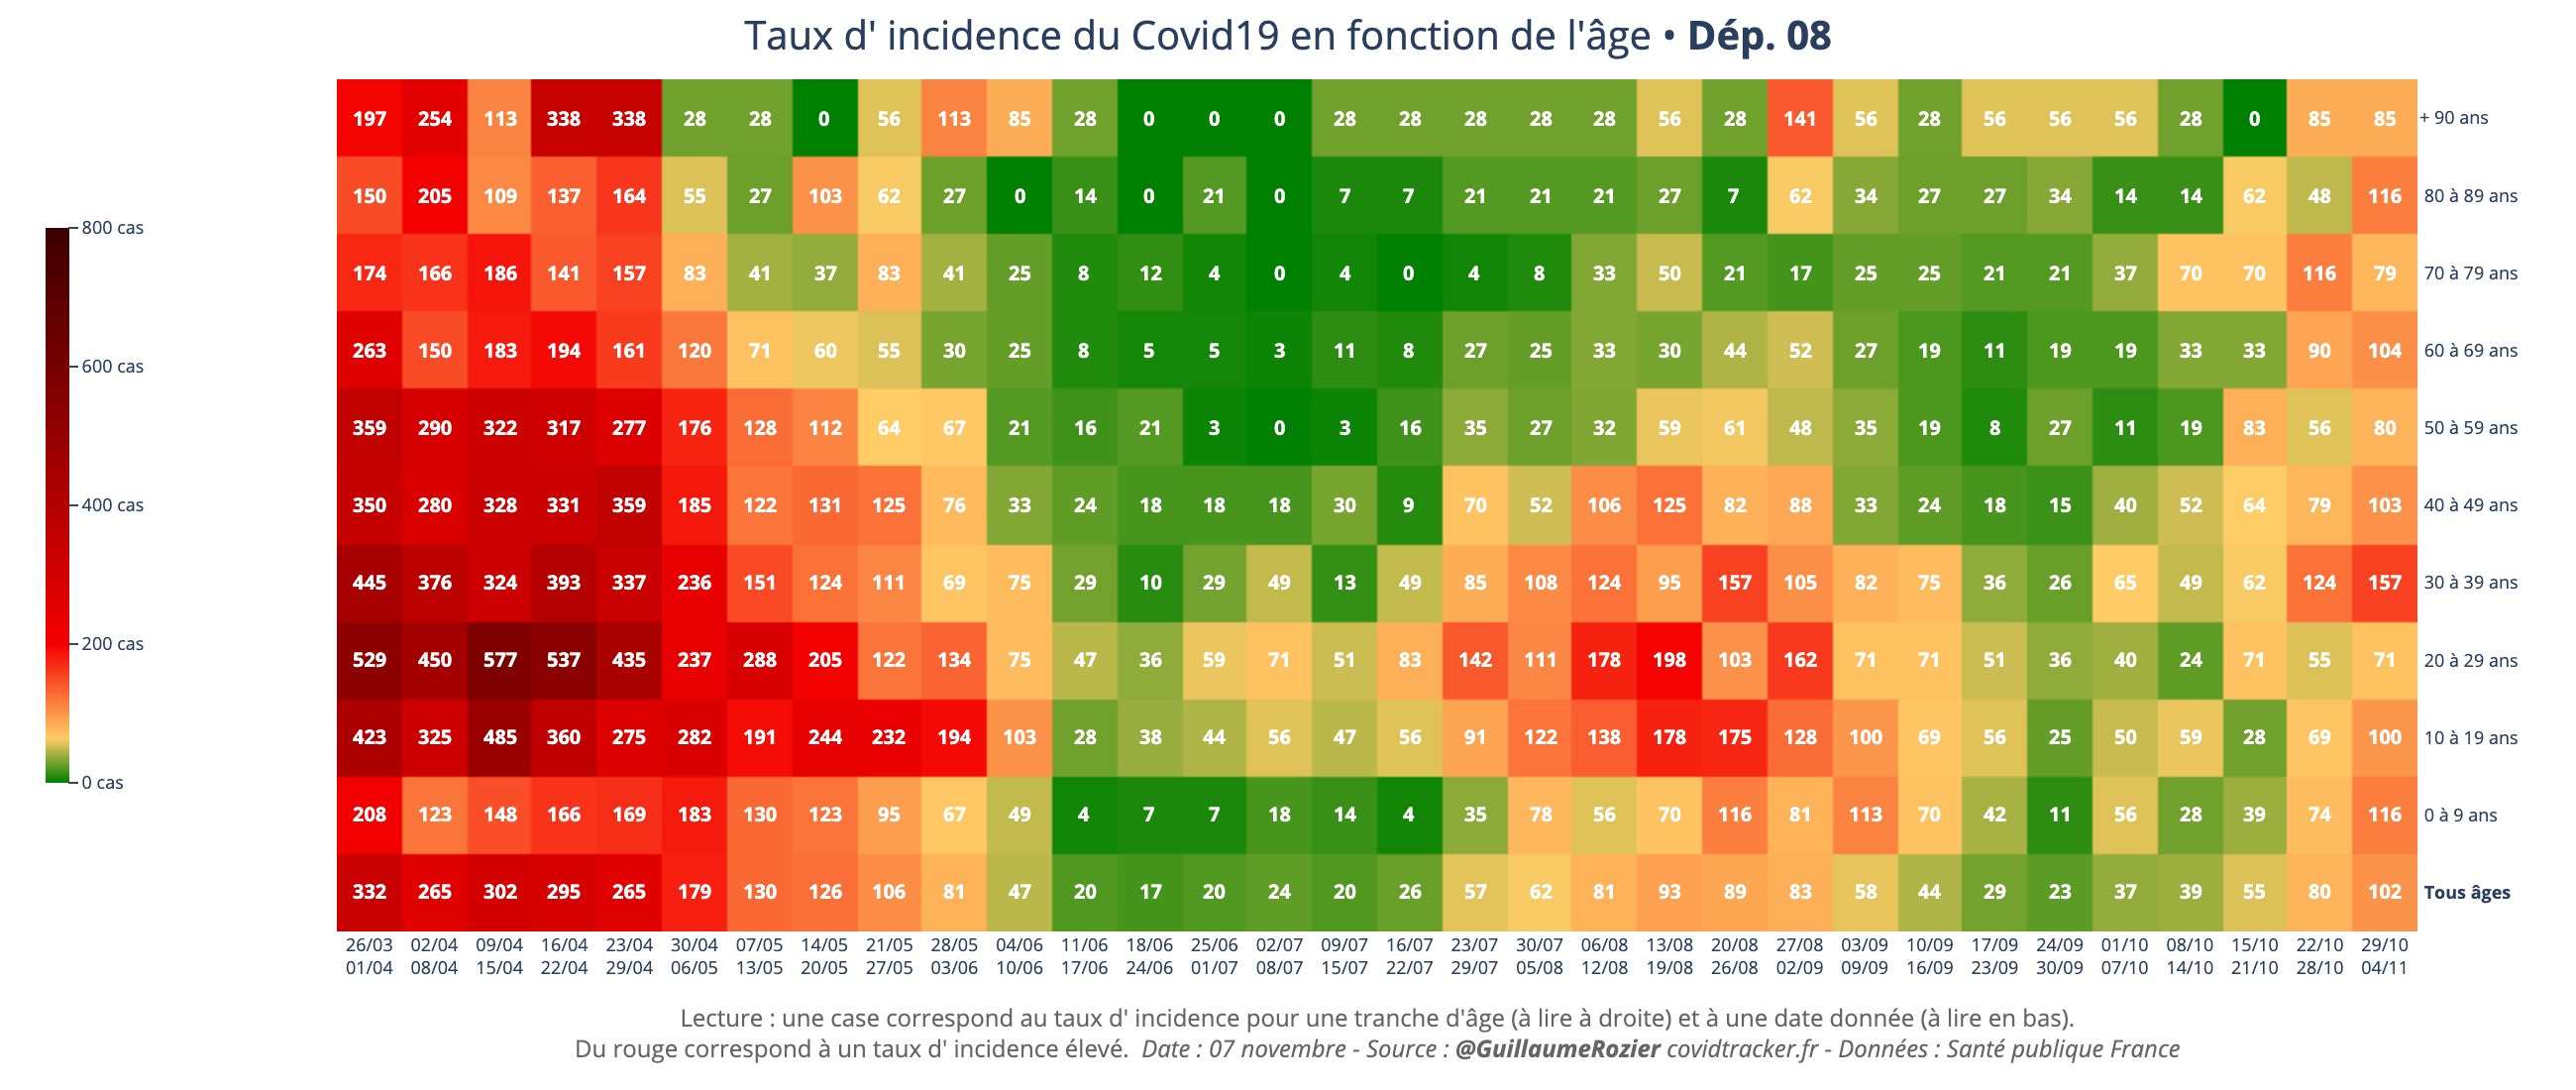 Taux d' incidence du Covid19 en fonction de l'âge • Dép. 08
197 254 113 338 338 28 28 0 56 113 85 28 0 0 0 28 28 28 28 28 56 28 141 56 28 56 56 56 28 0 85 85 + 90 ans
150 205 109 137 164 55 27 103 62 27 0 14 0 21 0 7 7 21 21 21 27 7 62 34 27 27 34 14 14 62 48 116 80 à 89 ans
174 166 186 141 157 83 41 37 83 41 25 8 12 4 0 4 0 4 8 33 50 21 17 25 25 21 21 37 70 70 116 79 70 à 79 ans
263 150 183 194 161 120 71 60 55 30 25 8 5 5 3 11 8 27 25 33 30 44 52 27 19 11 19 19 33 33 90 104 60 à 69 ans
359 290 322 317 277 176 128 112 64 67 21 16 21 3 0 3 16 35 27 32 59 61 48 35 19 8 27 11 19 83 56 80 50 à 59 ans
350 280 328 331 359 185 122 131 125 76 33 24 18 18 18 30 9 70 52 106 125 82 88 33 24 18 15 40 52 64 79 103 40 à 49 ans
445 376 324 393 337 236 151 124 111 69 75 29 10 29 49 13 49 85 108 124 95 157 105 82 75 36 26 65 49 62 124 157 30 à 39 ans
529 450 577 537 435 237 288 205 122 134 75 47 36 59 71 51 83 142 111 178 198 103 162 71 71 51 36 40 24 71 55 71 20 à 29 ans
423 325 485 360 275 282 191 244 232 194 103 28 38 44 56 47 56 91 122 138 178 175 128 100 69 56 25 50 59 28 69 100 10 à 19 ans
208 123 148 166 169 183 130 123 95 67 49 4 7 7 18 14 4 35 78 56 70 116 81 113 70 42 11 56 28 39 74 116 0 à 9 ans
332 265 302 295 265 179 130 126 106 81 47 20 17 20 24 20 26 57 62 81 93 89 83 58 44 29 23 37 39 55 80 102 Tous âges
26/03 02/04 09/04 16/04 23/04 30/04 07/05 14/05 21/05 28/05 04/06 11/06 18/06 25/06 02/07 09/07 16/07 23/07 30/07 06/08 13/08 20/08 27/08 03/09 10/09 17/09 24/09 01/10 08/10 15/10 22/10 29/10
01/04 08/04 15/04 22/04 29/04 06/05 13/05 20/05 27/05 03/06 10/06 17/06 24/06 01/07 08/07 15/07 22/07 29/07 05/08 12/08 19/08 26/08 02/09 09/09 16/09 23/09 30/09 07/10 14/10 21/10 28/10 04/11
800 cas
600 cas
400 cas
200 cas
0 cas
Lecture : une case correspond au taux d' incidence pour une tranche d'âge (à lire à droite) et à une date donnée (à lire en bas).
Du rouge correspond à un taux d' incidence élevé. Date : 07 novembre - Source : @GuillaumeRozier covidtracker.fr - Données : Santé publique France